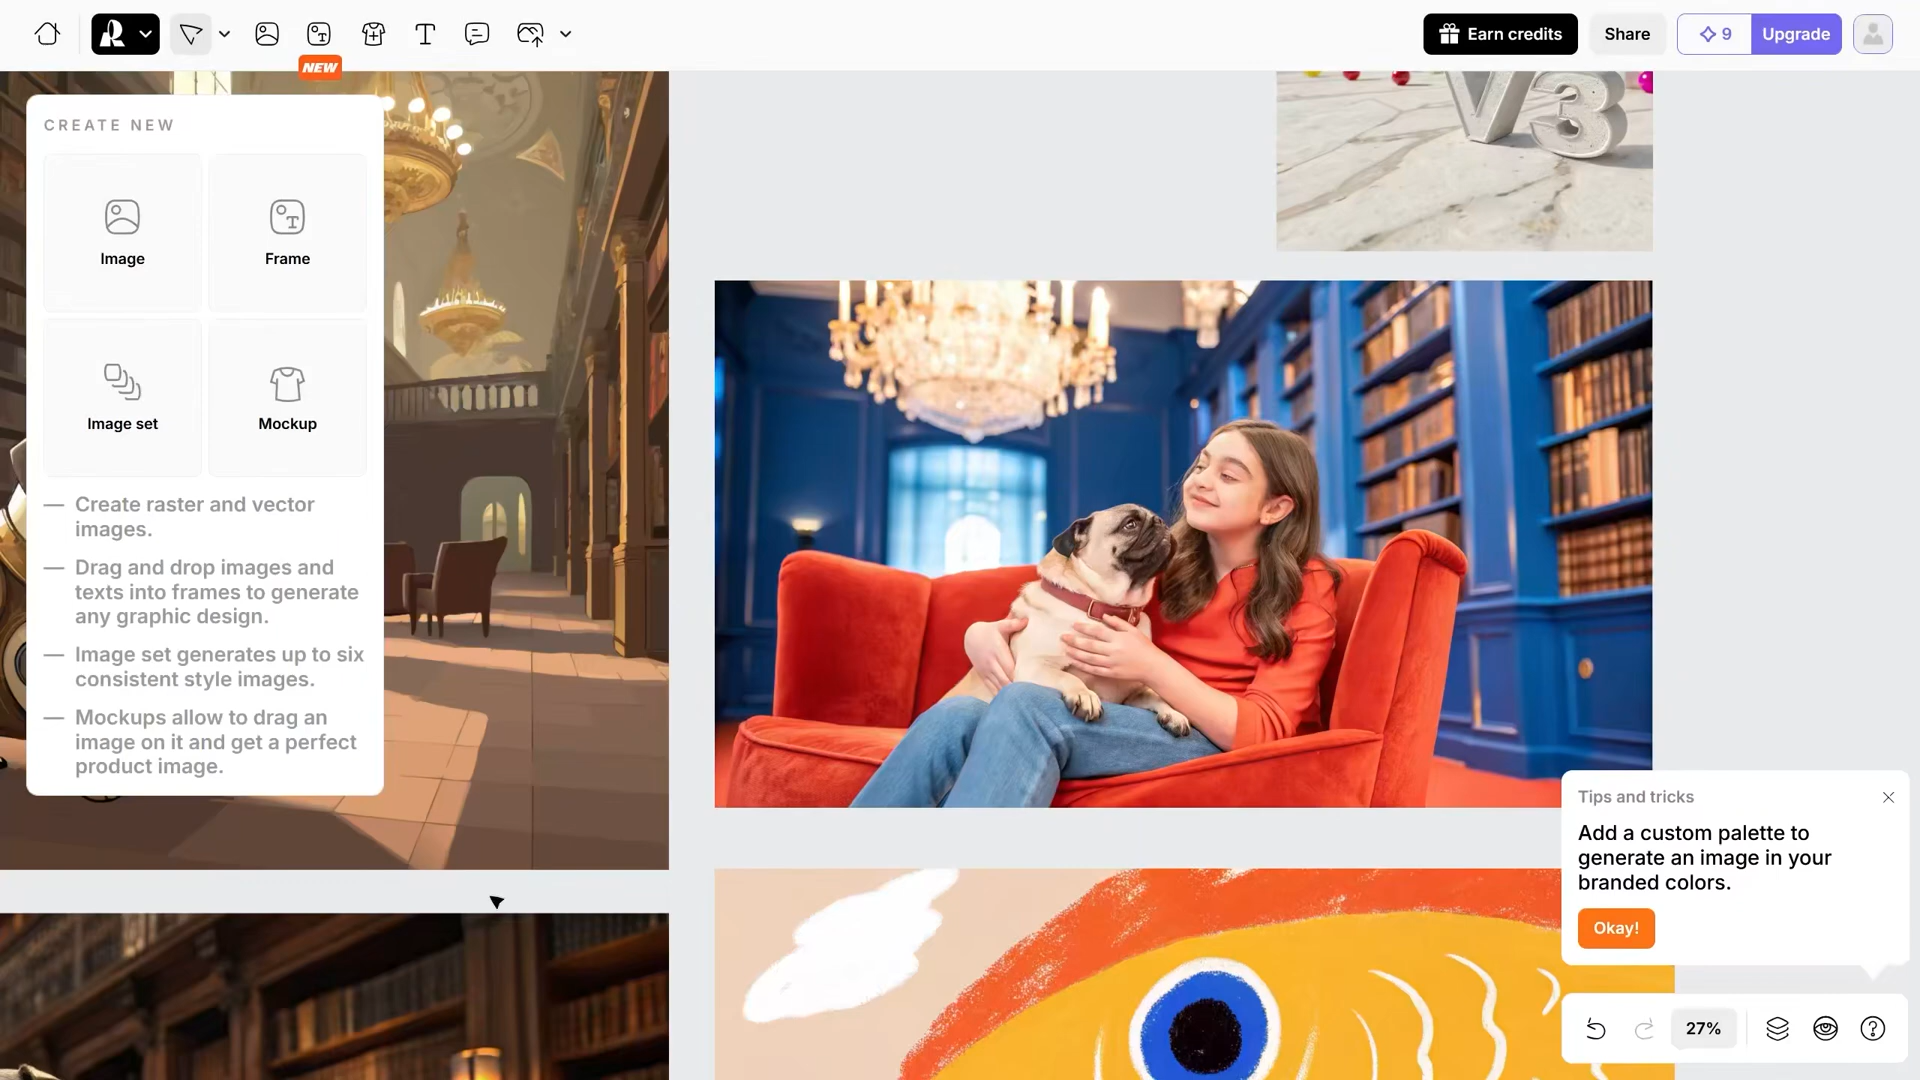 NEW
Earn credits
Share
9
Upgrade
CREATE NEW
Image
Frame
Image set
Mockup
— Create raster and vector
images.
— Drag and drop images and
texts into frames to generate
any graphic design.
— Image set generates up to six
consistent style images.
— Mockups allow to drag an
image on it and get a perfect
product image.
V3
Tips and tricks
Add a custom palette to
generate an image in your
branded colors.
Okay!
27%